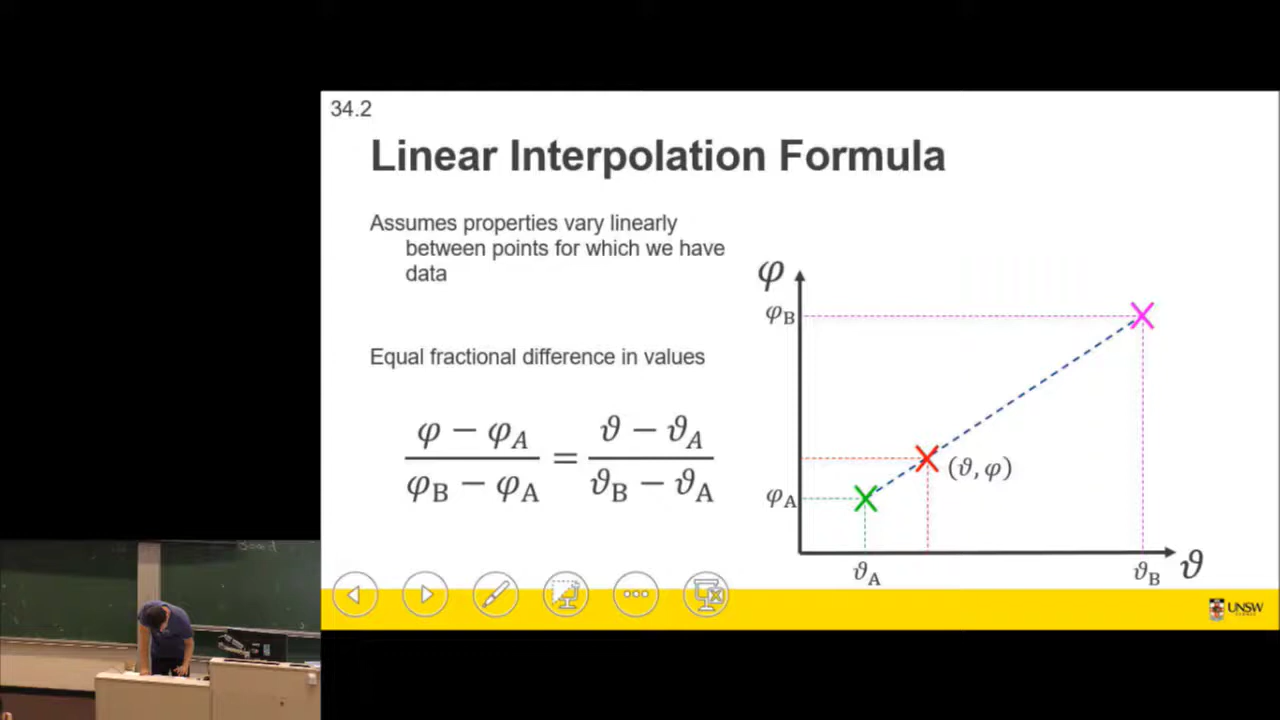 34.2
Linear Interpolation Formula
Assumes properties vary linearly
between points for which we have
data
Equal fractional difference in values
(φ − φ_A)/(φ_B − φ_A) = (ϑ − ϑ_A)/(ϑ_B − ϑ_A)
φ
φ_B
(ϑ, φ)
φ_A
ϑ_A
ϑ_B
ϑ
UNSW